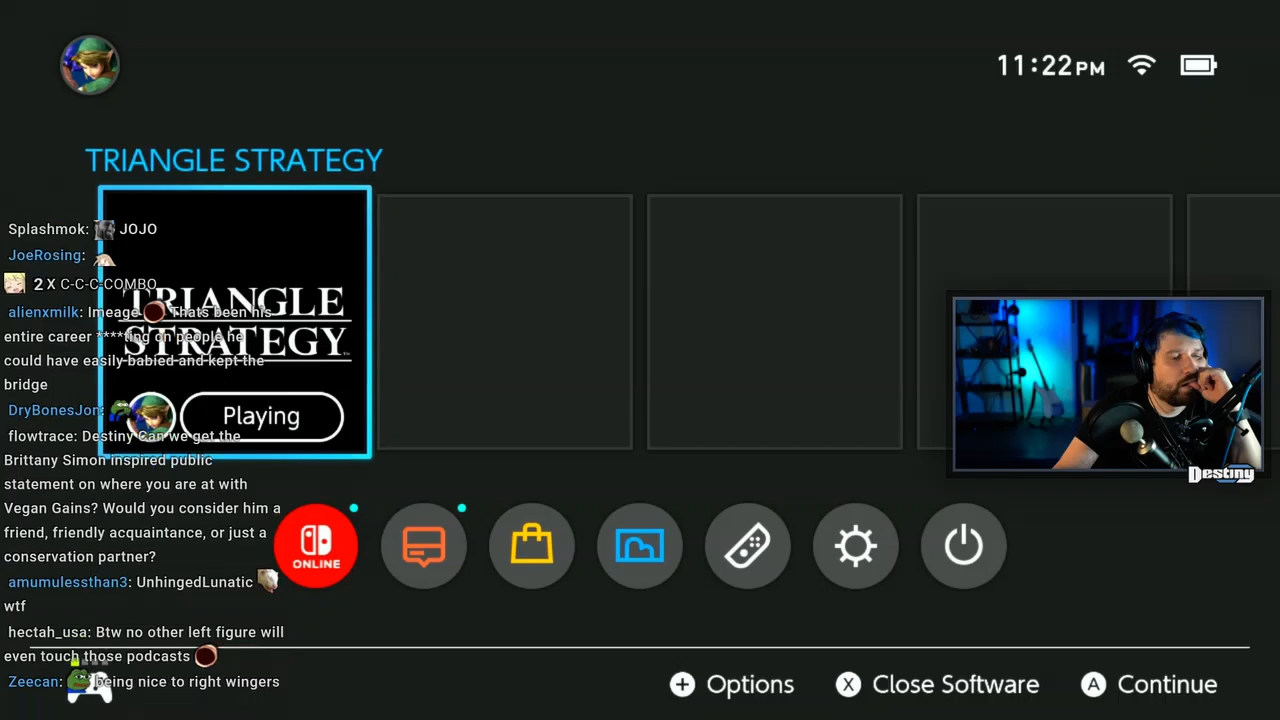 11:22PM
TRIANGLE STRATEGY
Splashmok: JOJO
JoeRosing:
2 X C-C-C-COMBO
TRIANGLE
STRATEGY
alienxmilk: Imeage Thats been his
entire career ****ting on people he
could have easily babied and kept the
bridge
Playing
DryBonesJon:
flowtrace: Destiny Can we get the
Brittany Simon inspired public
statement on where you are at with
Vegan Gains? Would you consider him a
friend, friendly acquaintance, or just a
conservation partner?
Destiny
ONLINE
amumulessthan3: UnhingedLunatic
wtf
hectah_usa: Btw no other left figure will
even touch those podcasts
Zeecan: being nice to right wingers
+ Options
X Close Software
A Continue